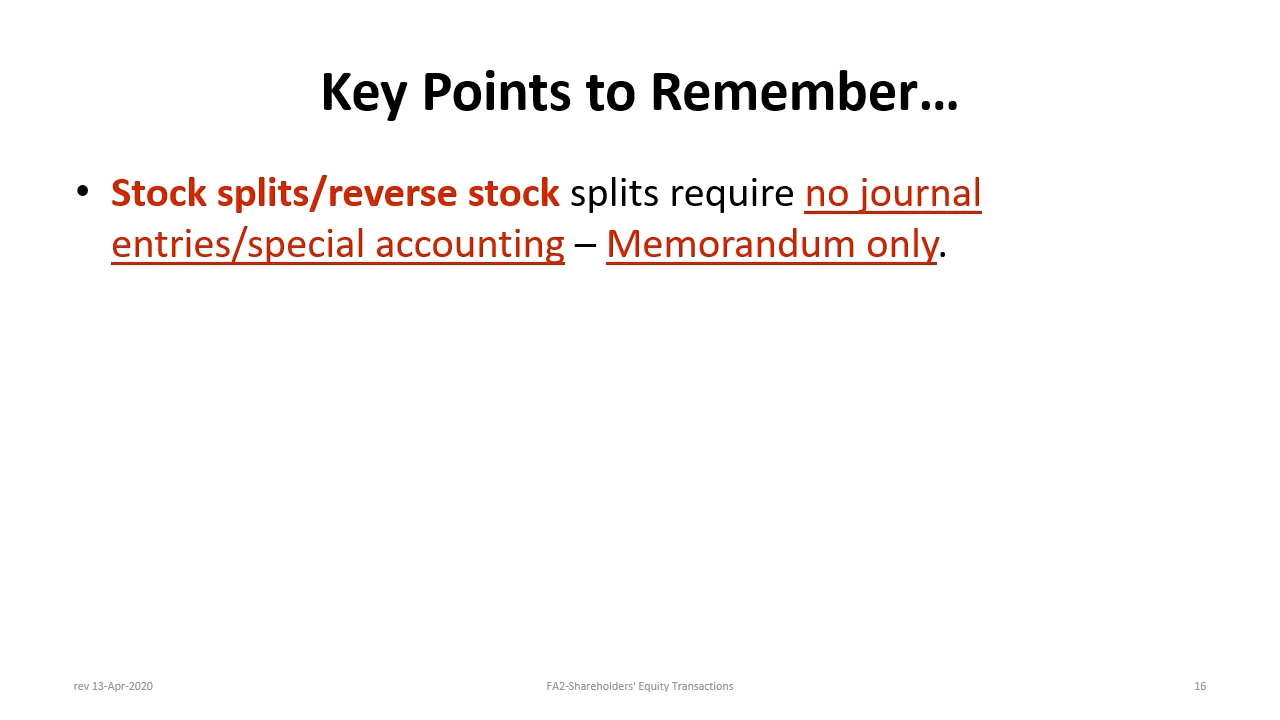 Key Points to Remember…
• Stock splits/reverse stock splits require no journal
entries/special accounting – Memorandum only.
rev 13-Apr-2020
FA2-Shareholders' Equity Transactions
16